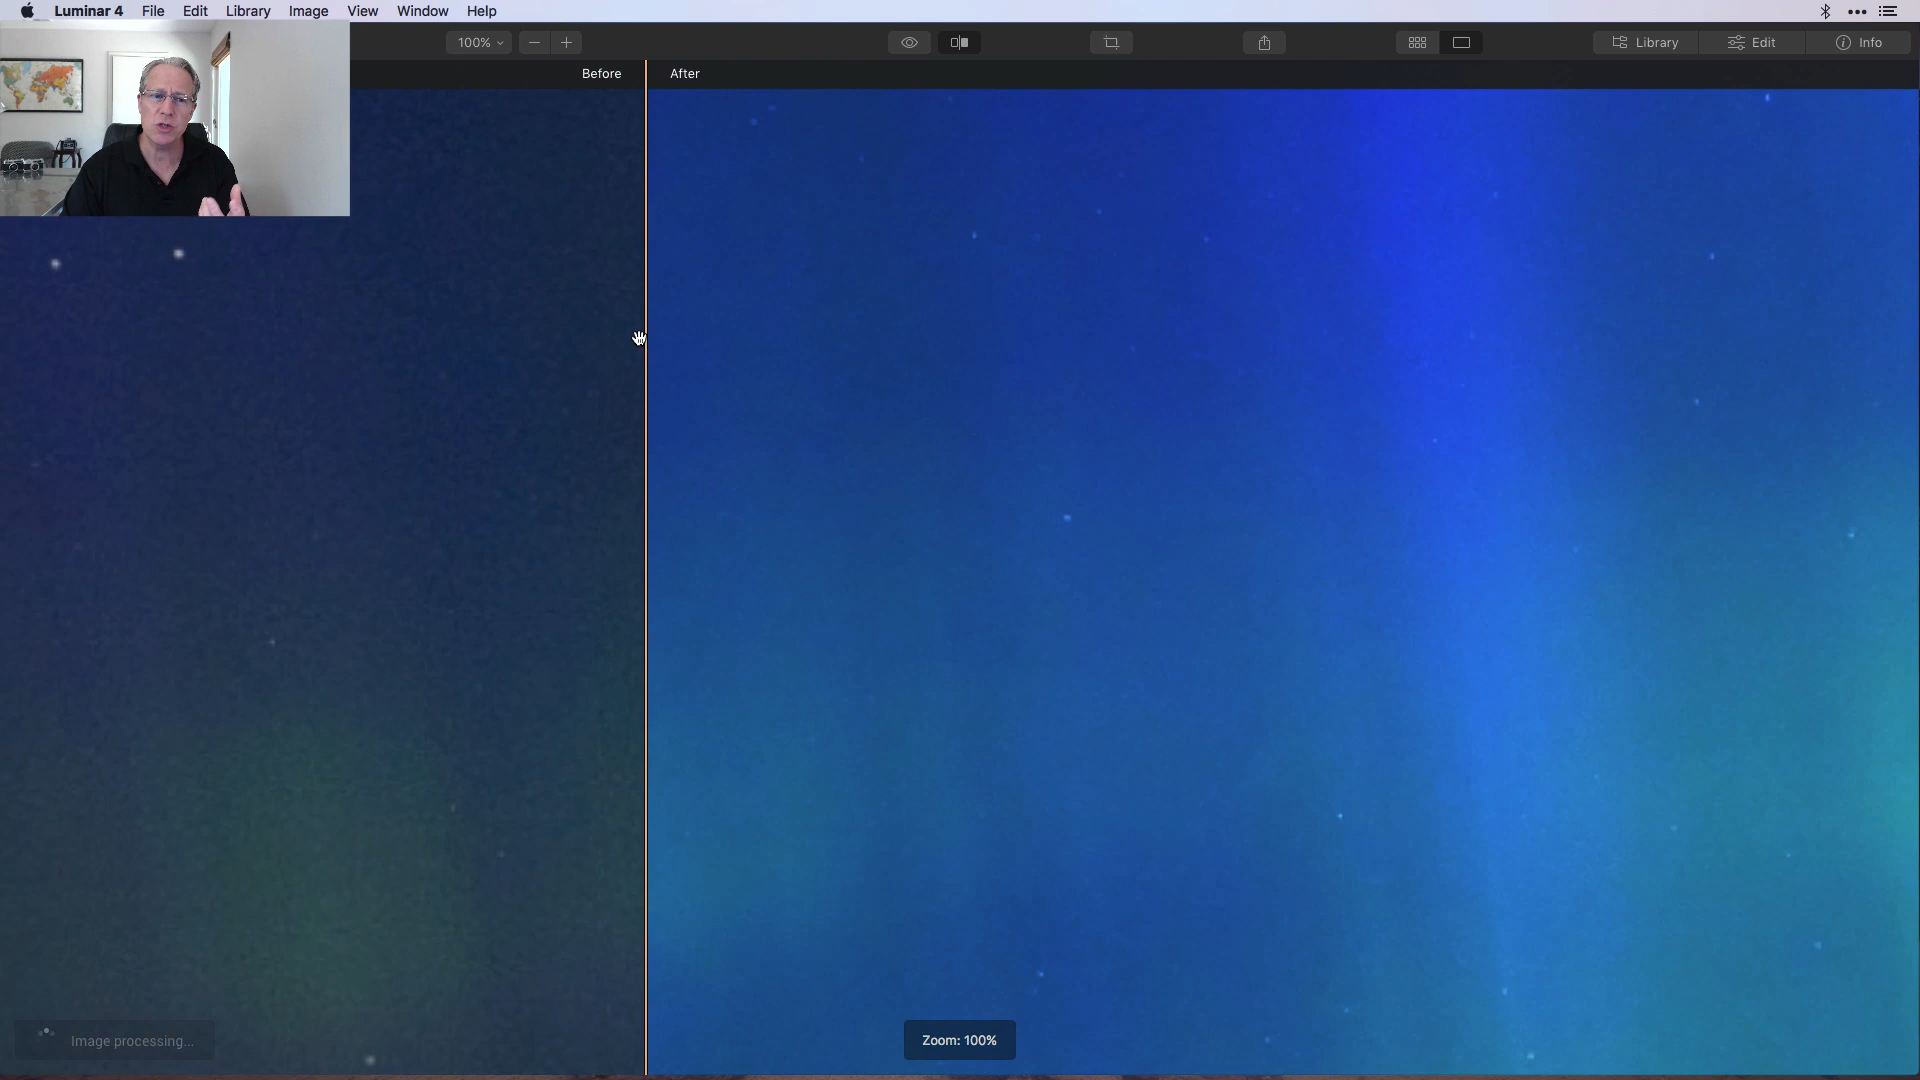 Luminar 4 File Edit Library Image View Window Help
100% Library Edit Info
Before After
Image processing...
Zoom: 100%